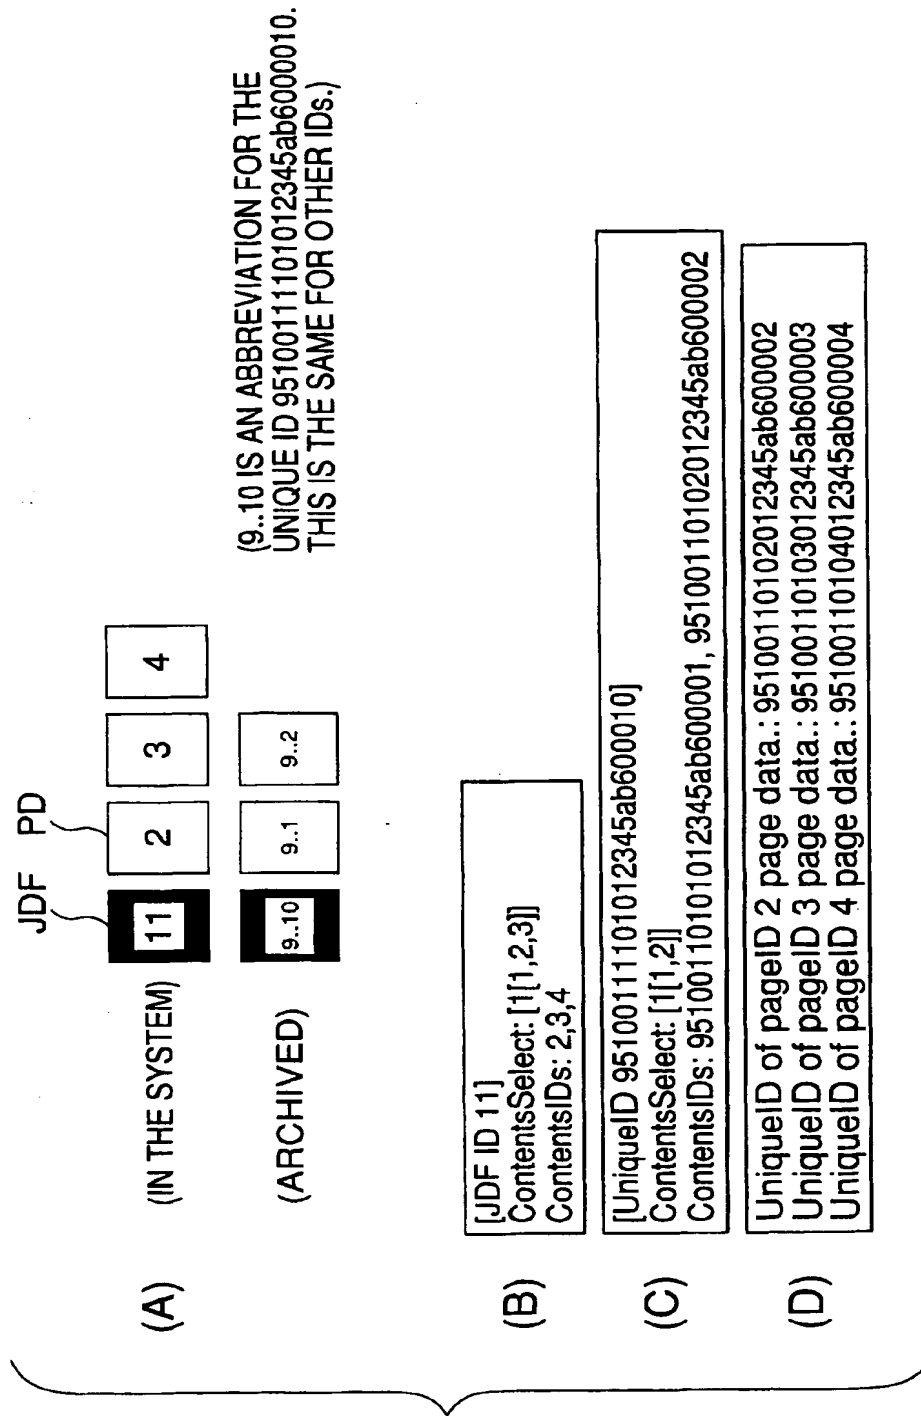 JDF PD
(A) (IN THE SYSTEM) 11 2 3 4
(ARCHIVED) 9..10 9..1 9..2
(9..10 IS AN ABBREVIATION FOR THE
UNIQUE ID 95100111101012345ab6000010.
THIS IS THE SAME FOR OTHER IDs.)
(B)
[JDF ID 11]
ContentsSelect: [1[1,2,3]]
ContentsIDs: 2,3,4
(C)
[UniqueID 95100111101012345ab600010]
ContentsSelect: [1[1,2]]
ContentsIDs: 95100110101012345ab600001, 95100110102012345ab600002
(D)
UniqueID of pageID 2 page data.: 95100110102012345ab600002
UniqueID of pageID 3 page data.: 95100110103012345ab600003
UniqueID of pageID 4 page data.: 95100110104012345ab600004